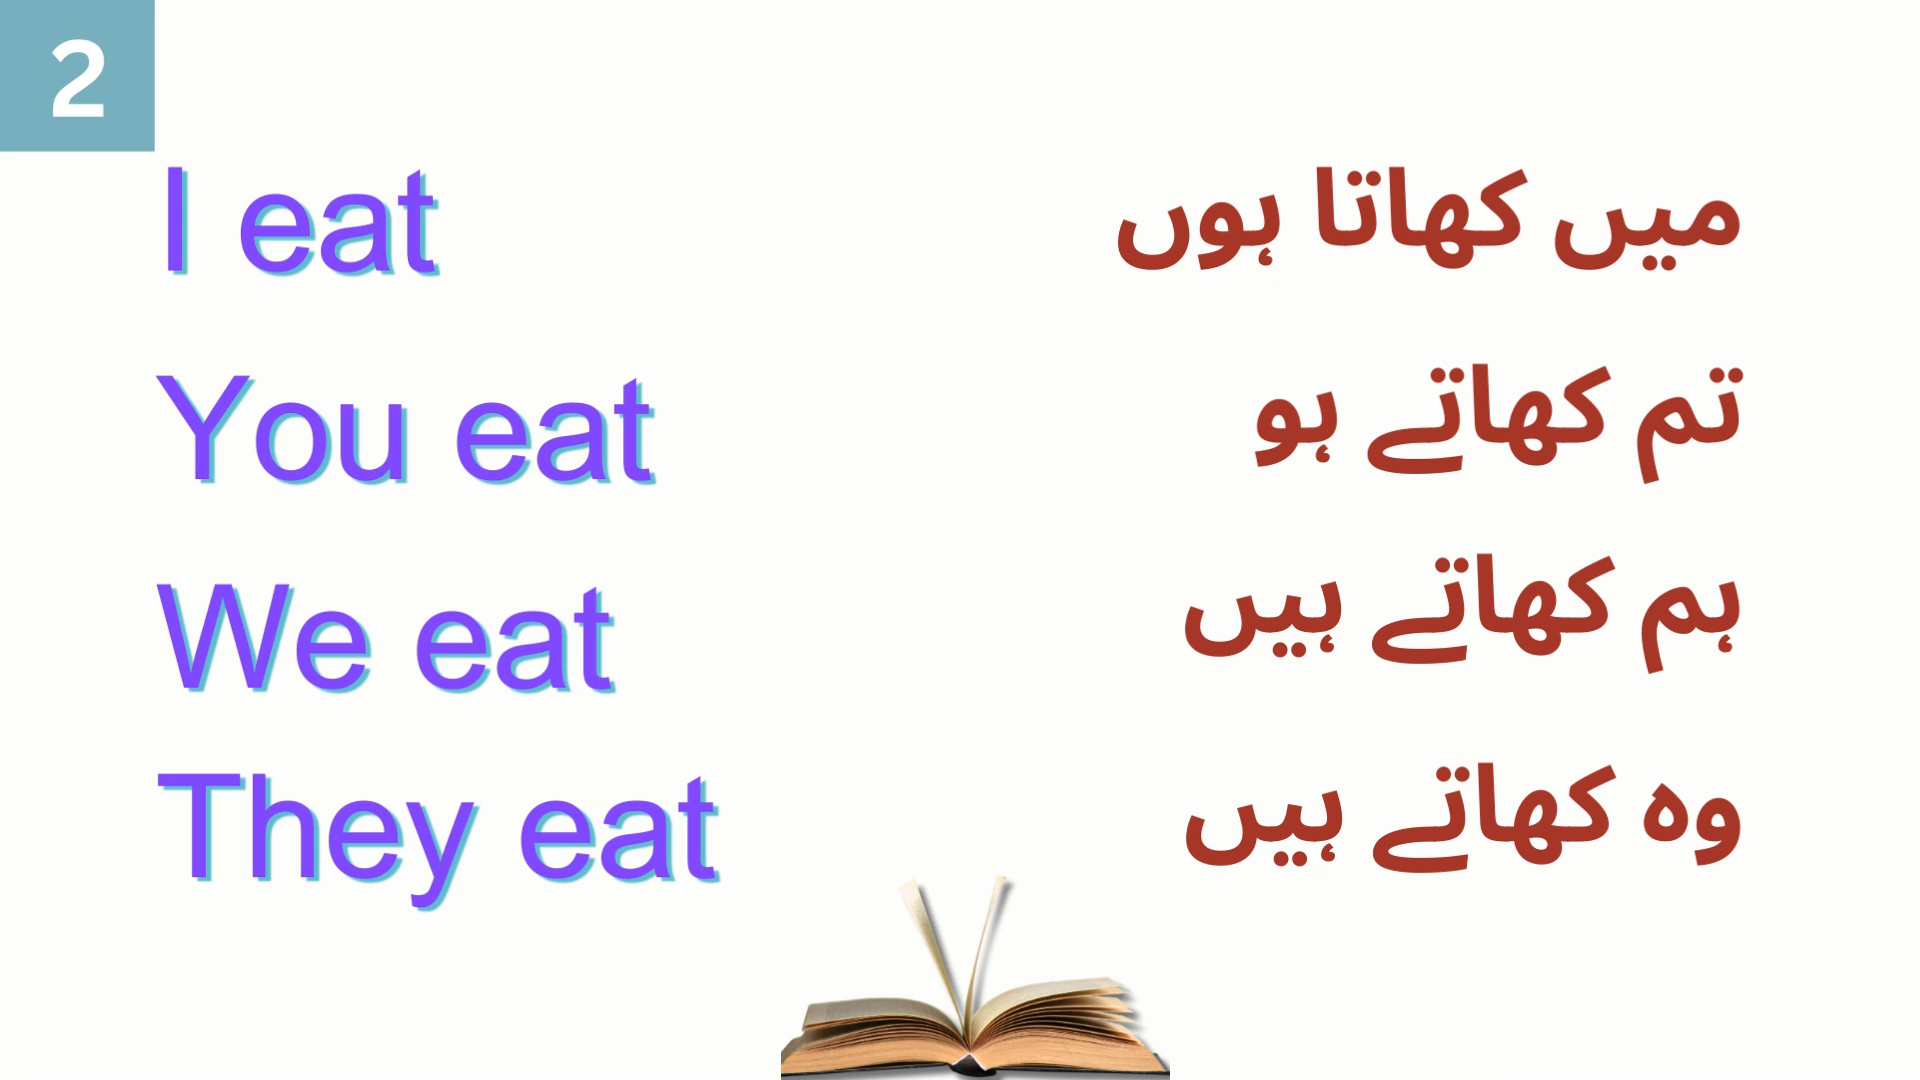 2
I eat
میں کھاتا ہوں
You eat
تم کھاتے ہو
We eat
ہم کھاتے ہیں
They eat
وہ کھاتے ہیں